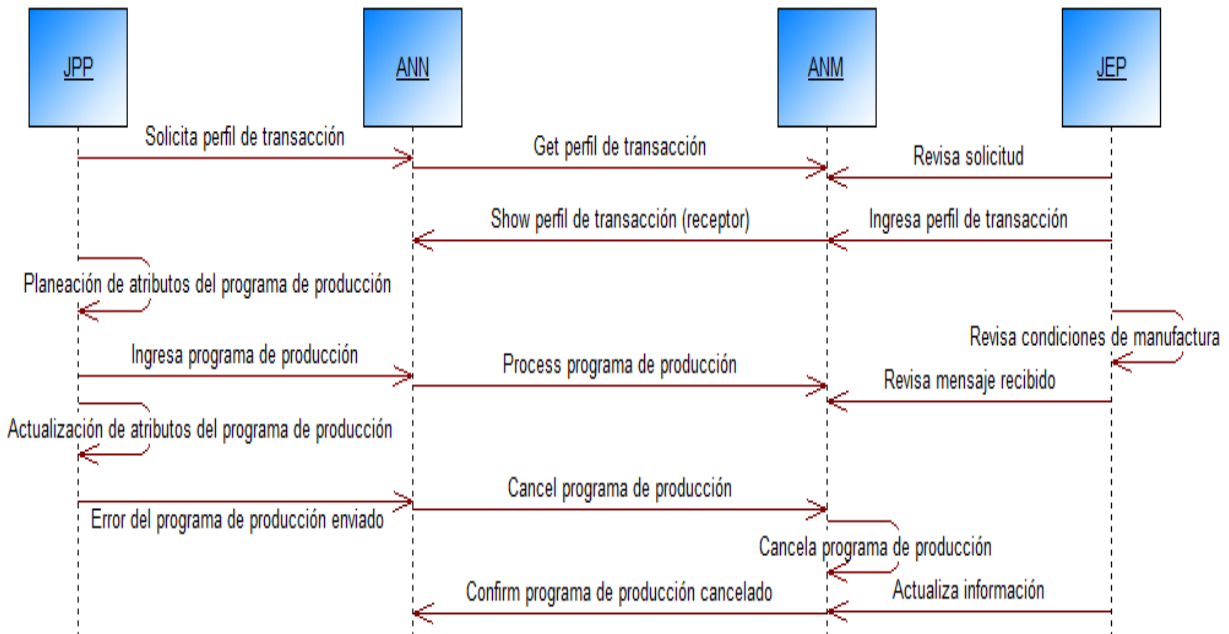 JPP
ANN
ANM
JEP
Solicita perfil de transacción
Get perfil de transacción
Revisa solicitud
Show perfil de transacción (receptor)
Ingresa perfil de transacción
Planeación de atributos del programa de producción
Revisa condiciones de manufactura
Ingresa programa de producción
Process programa de producción
Revisa mensaje recibido
Actualización de atributos del programa de producción
Cancel programa de producción
Error del programa de producción enviado
Cancela programa de producción
Confirm programa de producción cancelado
Actualiza información